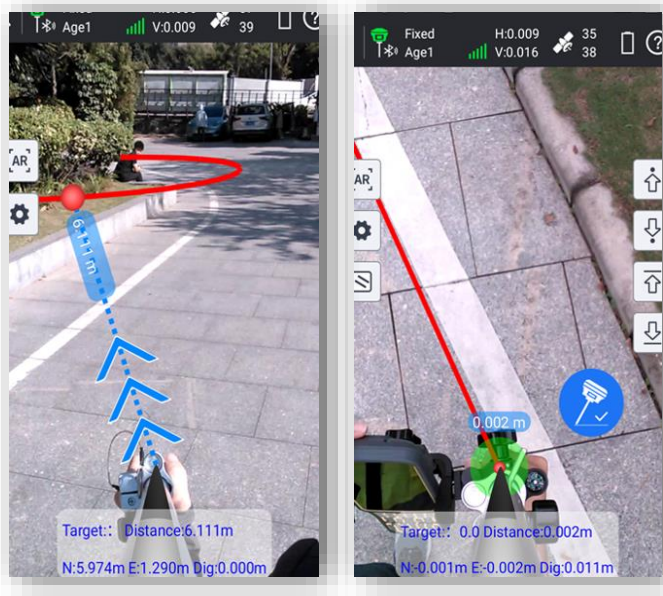 Fixed
Age1 V:0.009 39
AR
6.111 m
Target:: Distance:6.111m
N:5.974m E:1.290m Dig:0.000m
Fixed H:0.009 35
Age1 V:0.016 38
AR
0.002 m
Target:: 0.0 Distance:0.002m
N:-0.001m E:-0.002m Dig:0.011m